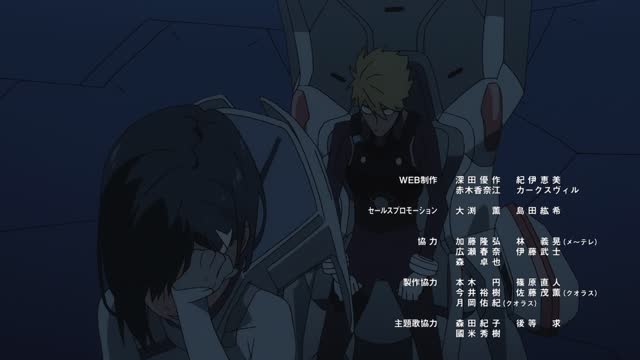 WEB制作 深田優作 紀伊恵美
赤木香奈江 カークスヴィル
セールスプロモーション 大渕 薫 島田紘希
協力 加藤隆弘 林 義晃(メ~テレ)
広瀬春奈 伊藤武士
森 卓也
製作協力 本木 円 篠原直人
今井裕樹 佐藤茂薫(クオラス)
月岡佑紀(クオラス)
主題歌協力 森田紀子 後等 求
國米秀樹